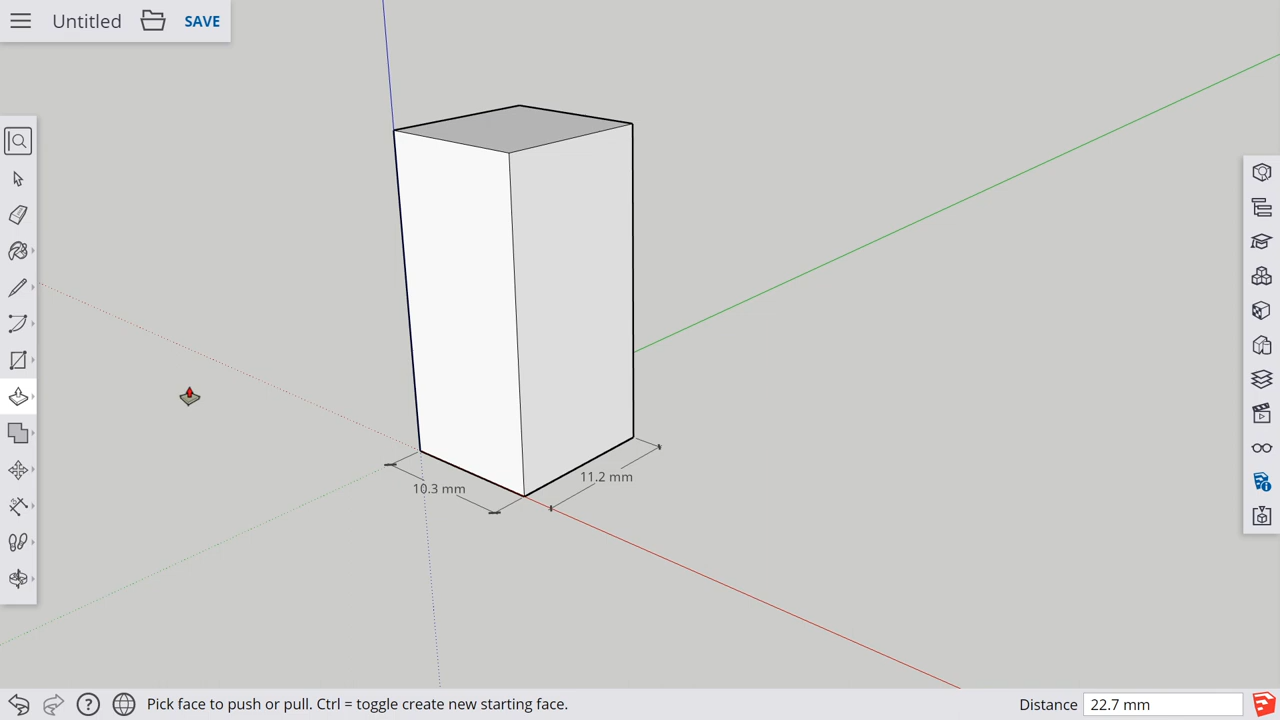 Untitled
SAVE
10.3 mm
11.2 mm
Pick face to push or pull. Ctrl = toggle create new starting face.
Distance
22.7 mm